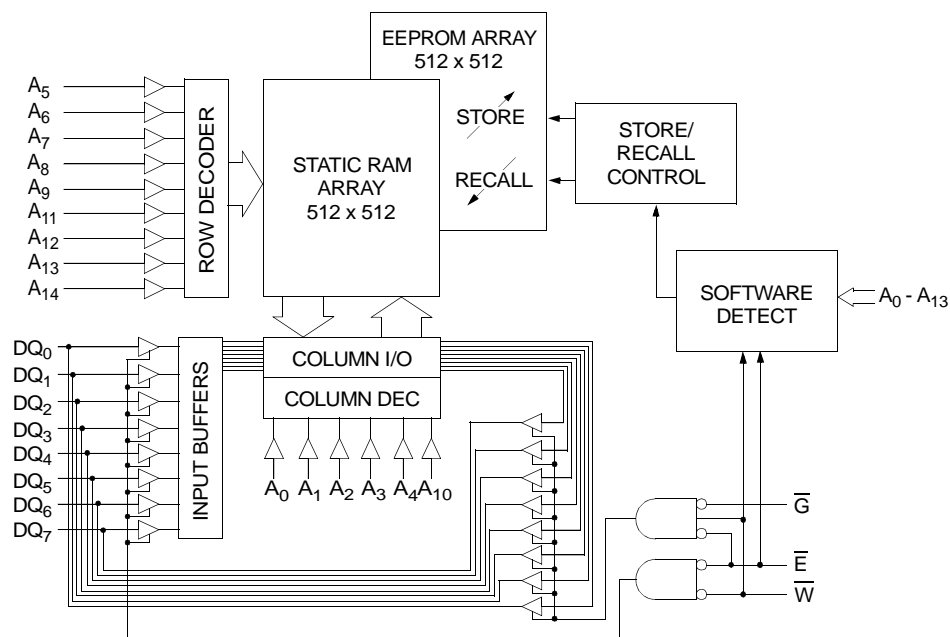 EEPROM ARRAY
512 x 512
STORE
RECALL
STORE/
RECALL
CONTROL
STATIC RAM
ARRAY
512 x 512
A5
A6
A7
A8
A9
A11
A12
A13
A14
ROW DECODER
SOFTWARE
DETECT
A0 - A13
DQ0
DQ1
DQ2
DQ3
DQ4
DQ5
DQ6
DQ7
INPUT BUFFERS
COLUMN I/O
COLUMN DEC
A0 A1 A2 A3 A4 A10
G̅
E̅
W̅